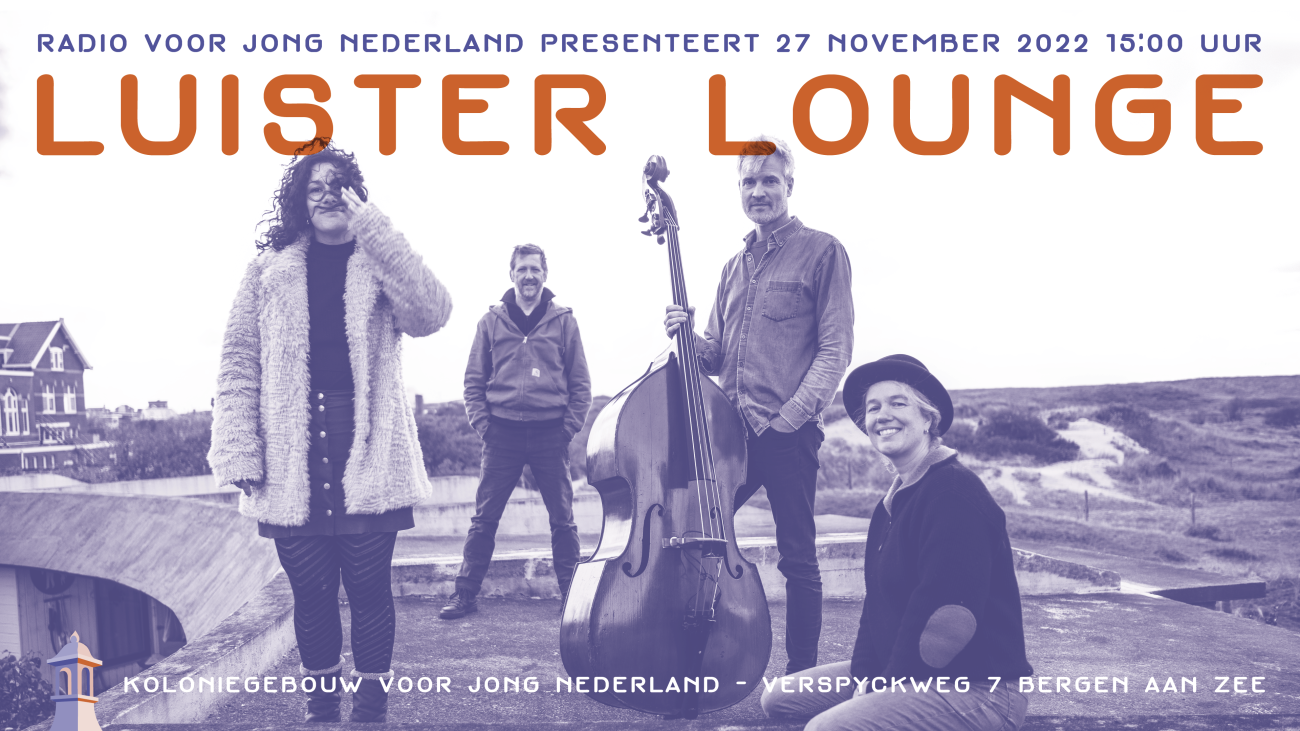 RADIO VOOR JONG NEDERLAND PRESENTEERT 27 NOVEMBER 2022 15:00 UUR
LUISTER LOUNGE
KOLONIEGEBOUW VOOR JONG NEDERLAND - VERSPYCKWEG 7 BERGEN AAN ZEE